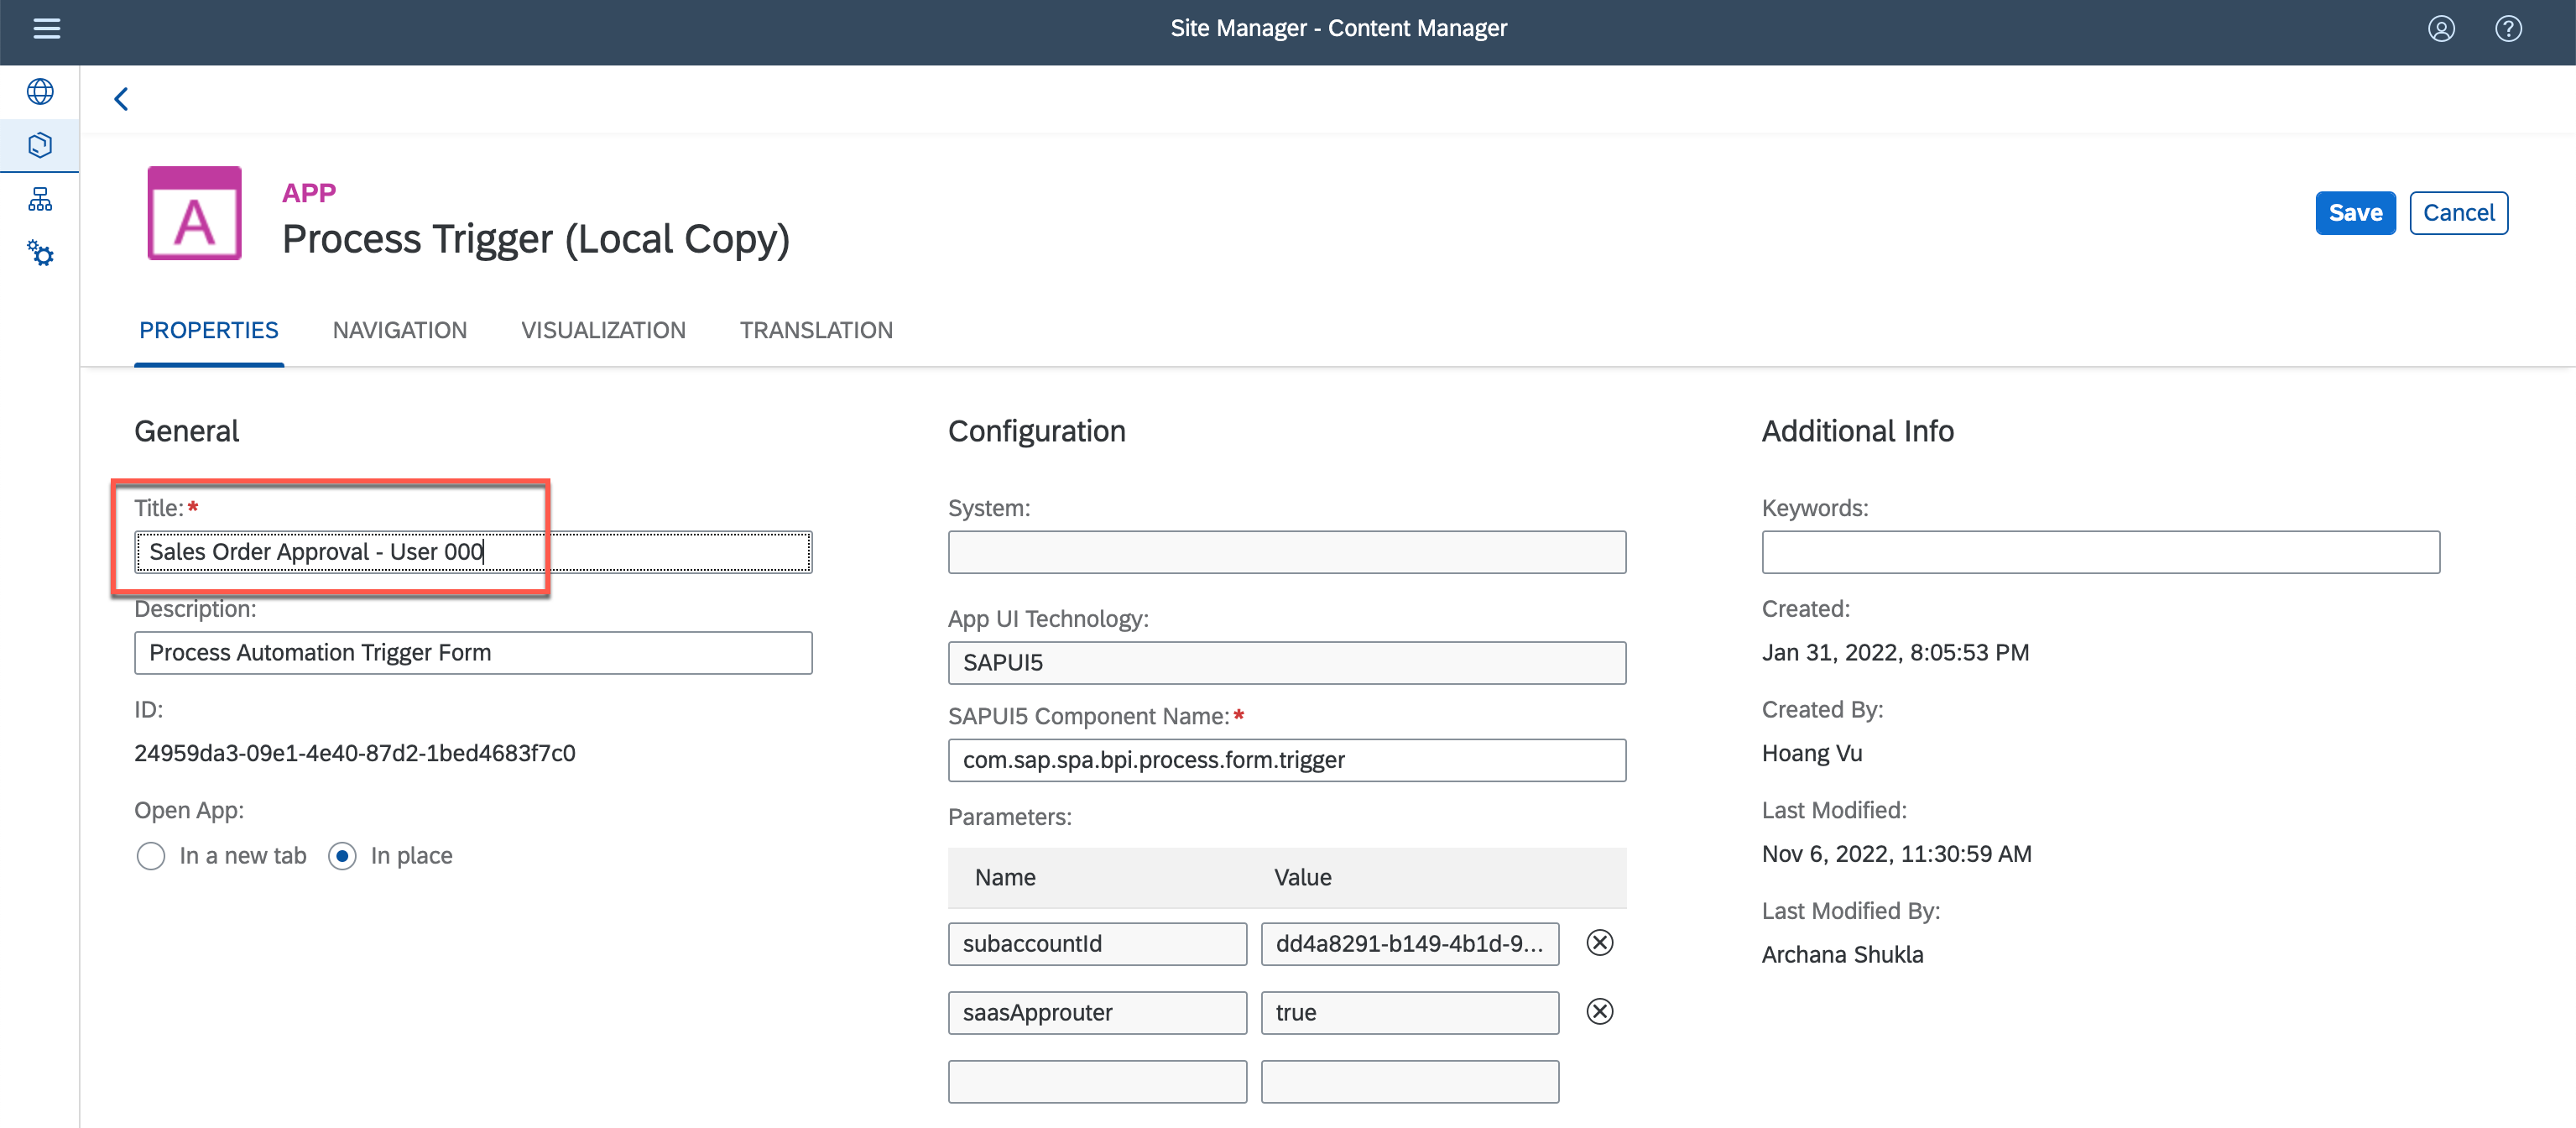 Site Manager - Content Manager
A
APP
Process Trigger (Local Copy)
Save
Cancel
PROPERTIES
NAVIGATION
VISUALIZATION
TRANSLATION
General
Title:*
Sales Order Approval - User 000
Description:
Process Automation Trigger Form
ID:
24959da3-09e1-4e40-87d2-1bed4683f7c0
Open App:
In a new tab
In place
Configuration
System:
App UI Technology:
SAPUI5
SAPUI5 Component Name:*
com.sap.spa.bpi.process.form.trigger
Parameters:
Name Value
subaccountId dd4a8291-b149-4b1d-9...
saasApprouter true
Additional Info
Keywords:
Created:
Jan 31, 2022, 8:05:53 PM
Created By:
Hoang Vu
Last Modified:
Nov 6, 2022, 11:30:59 AM
Last Modified By:
Archana Shukla